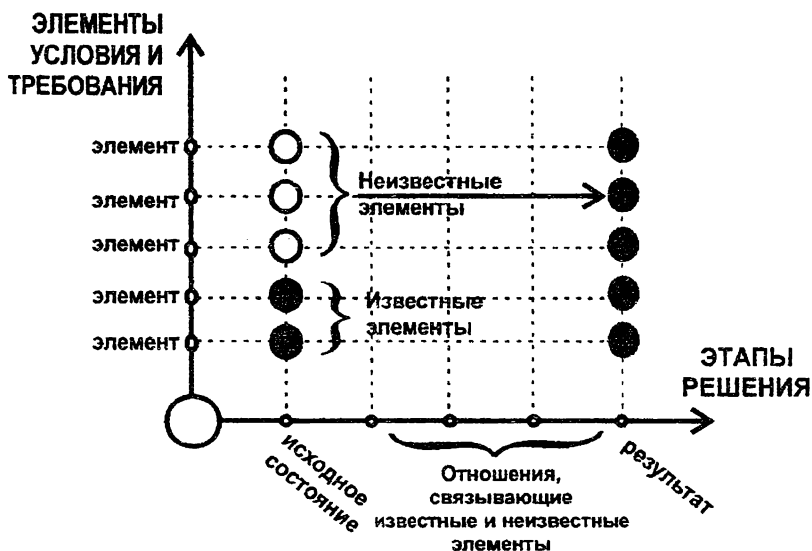 ЭЛЕМЕНТЫ
УСЛОВИЯ И
ТРЕБОВАНИЯ
элемент
Неизвестные
элемент
элементы
элемент
элемент
Известные
элементы
элемент
ЭТАПЫ
РЕШЕНИЯ
исходное
состояние
Отношения,
связывающие
известные и неизвестные
элементы
результат